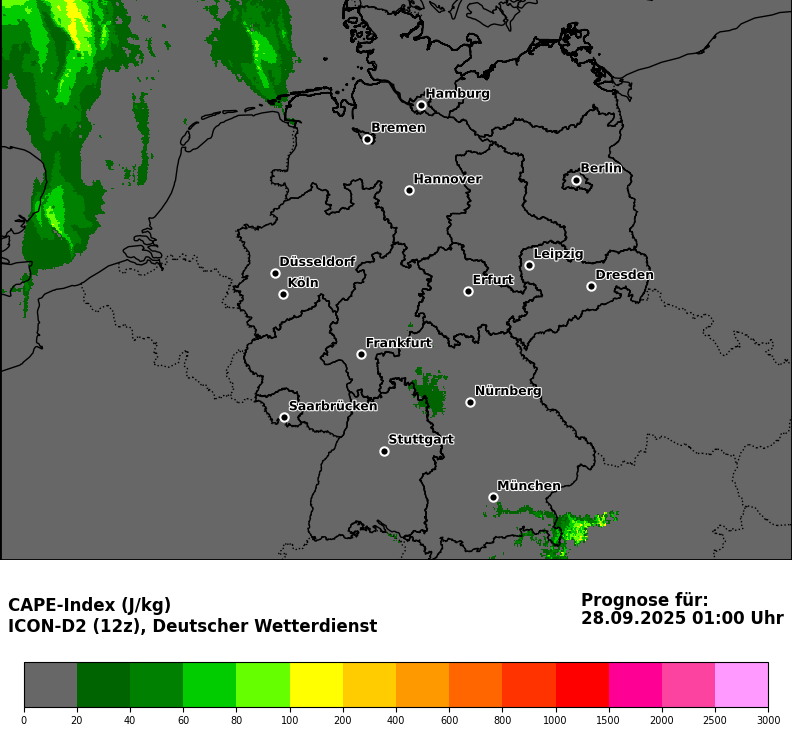 Hamburg
Bremen
Berlin
Hannover
Leipzig
Düsseldorf
Dresden
Köln
Erfurt
Frankfurt
Nürnberg
Saarbrücken
Stuttgart
München
CAPE-Index (J/kg)
ICON-D2 (12z), Deutscher Wetterdienst
Prognose für:
28.09.2025 01:00 Uhr
0 20 40 60 80 100 200 400 600 800 1000 1500 2000 2500 3000